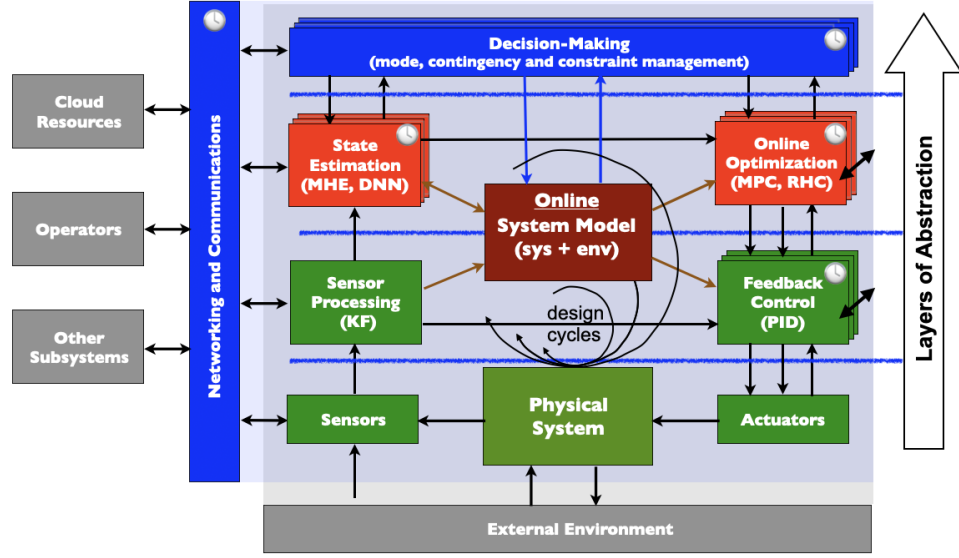 Decision-Making
(mode, contingency and constraint management)
Cloud
Resources
Operators
Other
Subsystems
Networking and Communications
State
Estimation
(MHE, DNN)
Online
Optimization
(MPC, RHC)
Online
System Model
(sys + env)
Sensor
Processing
(KF)
design
cycles
Feedback
Control
(PID)
Sensors
Physical
System
Actuators
External Environment
Layers of Abstraction